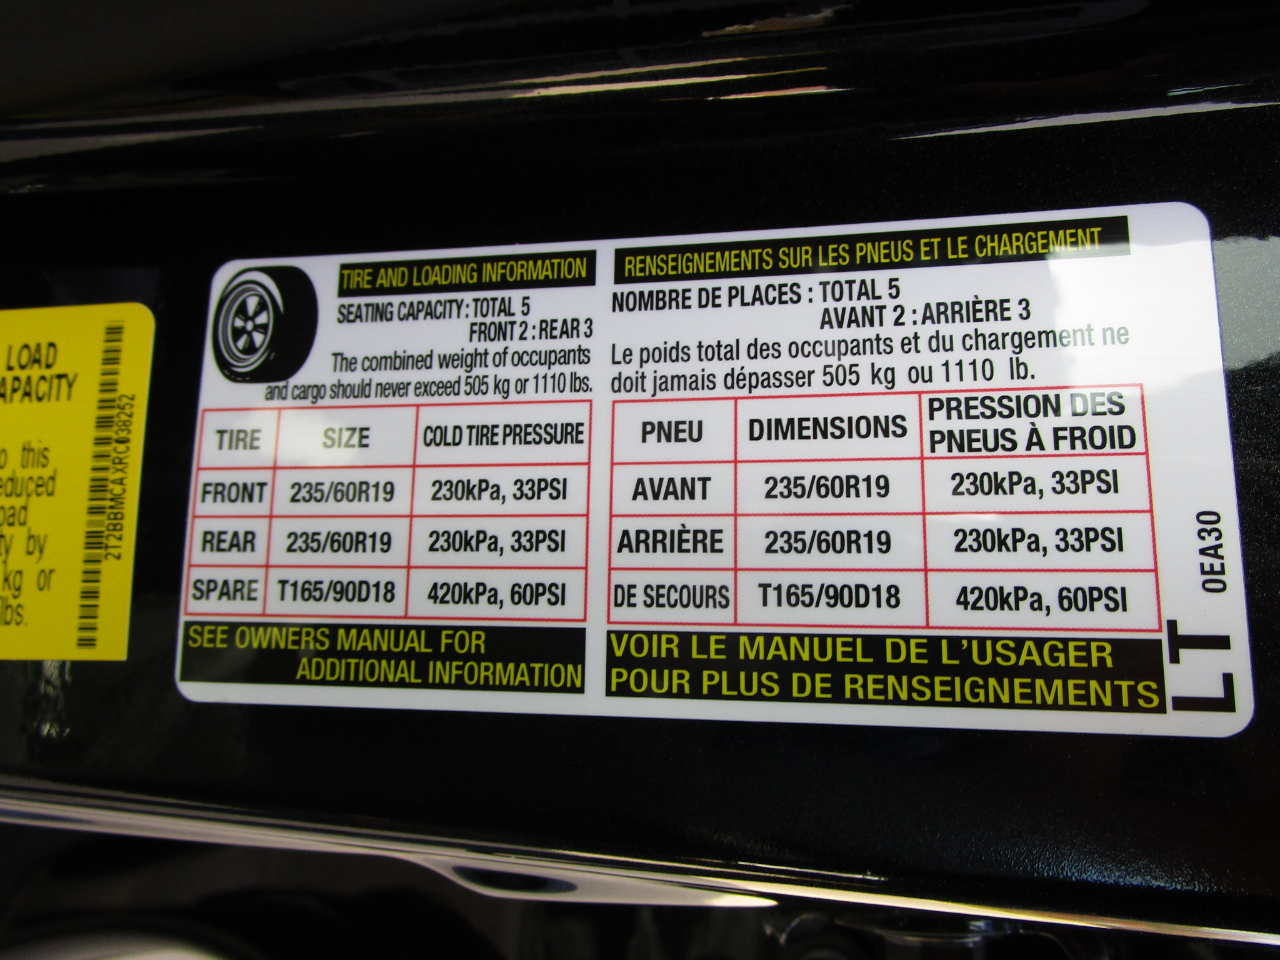 LOAD
CAPACITY
to this
reduced
load
ty by
kg or
lbs.
2T2BBMCAXRC038252
TIRE AND LOADING INFORMATION
SEATING CAPACITY: TOTAL 5
FRONT 2 : REAR 3
The combined weight of occupants
and cargo should never exceed 505 kg or 1110 lbs.
TIRE SIZE COLD TIRE PRESSURE
FRONT 235/60R19 230kPa, 33PSI
REAR 235/60R19 230kPa, 33PSI
SPARE T165/90D18 420kPa, 60PSI
SEE OWNERS MANUAL FOR
ADDITIONAL INFORMATION
RENSEIGNEMENTS SUR LES PNEUS ET LE CHARGEMENT
NOMBRE DE PLACES : TOTAL 5
AVANT 2 : ARRIÈRE 3
Le poids total des occupants et du chargement ne
doit jamais dépasser 505 kg ou 1110 lb.
PNEU DIMENSIONS PRESSION DES
PNEUS À FROID
AVANT 235/60R19 230kPa, 33PSI
ARRIÈRE 235/60R19 230kPa, 33PSI
DE SECOURS T165/90D18 420kPa, 60PSI
VOIR LE MANUEL DE L'USAGER
POUR PLUS DE RENSEIGNEMENTS
0EA30
LT